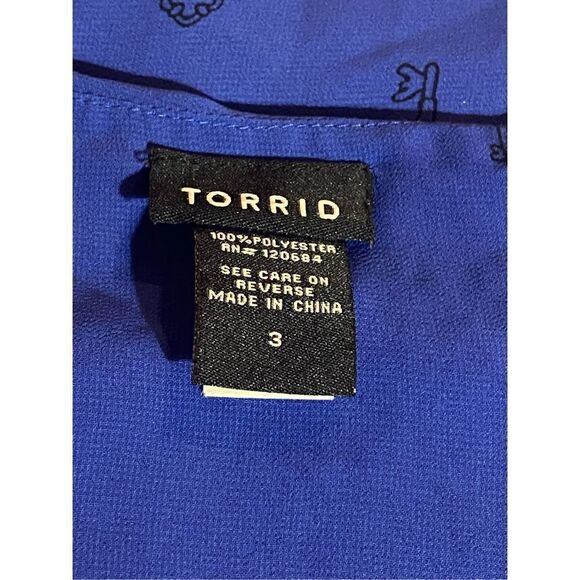 TORRID
100% POLYESTER
RN# 120684
SEE CARE ON
REVERSE
MADE IN CHINA
3